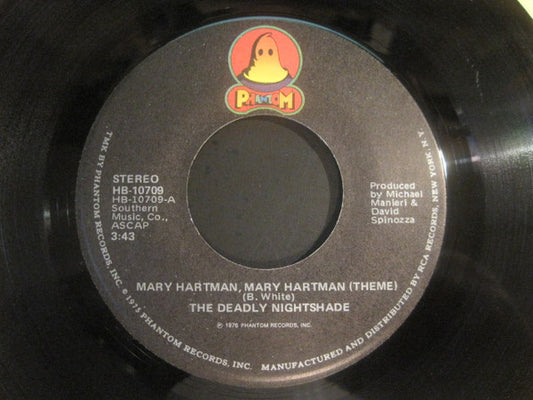 PHANTOM
STEREO
HB-10709
HB-10709-A
Southern
Music, Co.,
ASCAP
3:43
Produced by
Michael
Manieri &
David
Spinozza
MARY HARTMAN, MARY HARTMAN (THEME)
(B. White)
THE DEADLY NIGHTSHADE
℗ 1976 PHANTOM RECORDS, INC.
TMK BY PHANTOM RECORDS, INC. © 1975 PHANTOM RECORDS, INC. MANUFACTURED AND DISTRIBUTED BY RCA RECORDS, NEW YORK, N.Y.